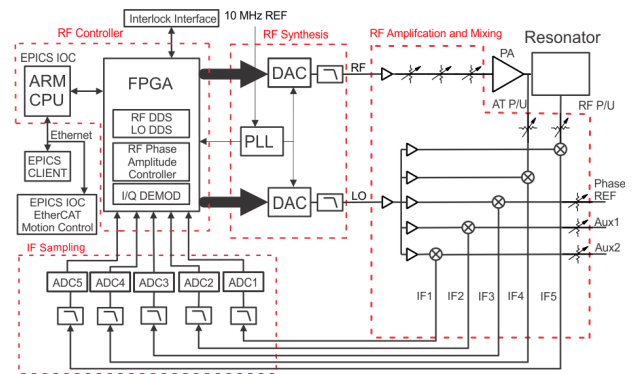 Interlock Interface
10 MHz REF
RF Controller
RF Synthesis
RF Amplifcation and Mixing
Resonator
EPICS IOC
ARM
CPU
FPGA
DAC
RF
PA
AT P/U
RF P/U
RF DDS
LO DDS
Ethernet
PLL
RF Phase
Amplitude
Controller
EPICS
CLIENT
I/Q DEMOD
DAC
LO
Phase
REF
EPICS IOC
EtherCAT
Motion Control
Aux1
Aux2
IF Sampling
ADC5
ADC4
ADC3
ADC2
ADC1
IF1
IF2
IF3
IF4
IF5